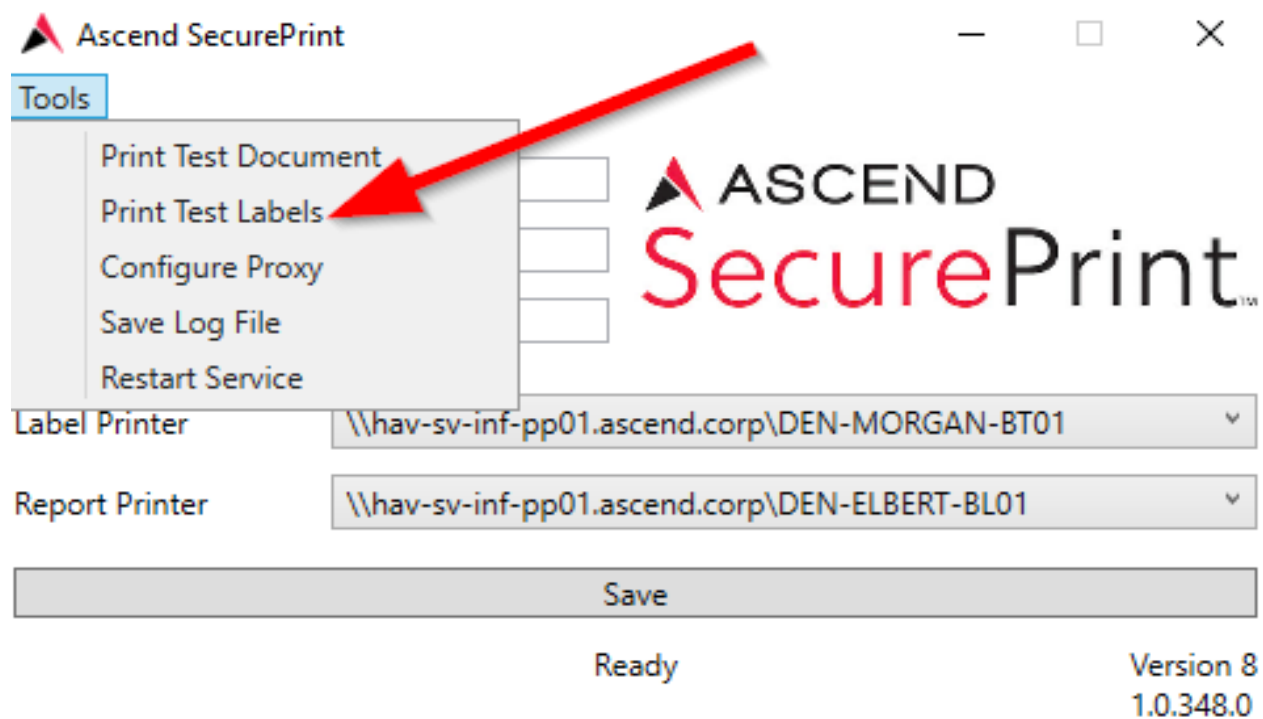 Ascend SecurePrint
Tools
Print Test Document
Print Test Labels
Configure Proxy
Save Log File
Restart Service
ASCEND
SecurePrint™
Label Printer
\\hav-sv-inf-pp01.ascend.corp\DEN-MORGAN-BT01
Report Printer
\\hav-sv-inf-pp01.ascend.corp\DEN-ELBERT-BL01
Save
Ready
Version 8
1.0.348.0